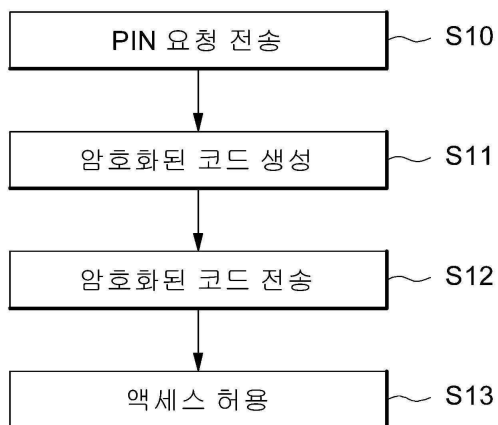 PIN 요청 전송 S10
암호화된 코드 생성 S11
암호화된 코드 전송 S12
액세스 허용 S13